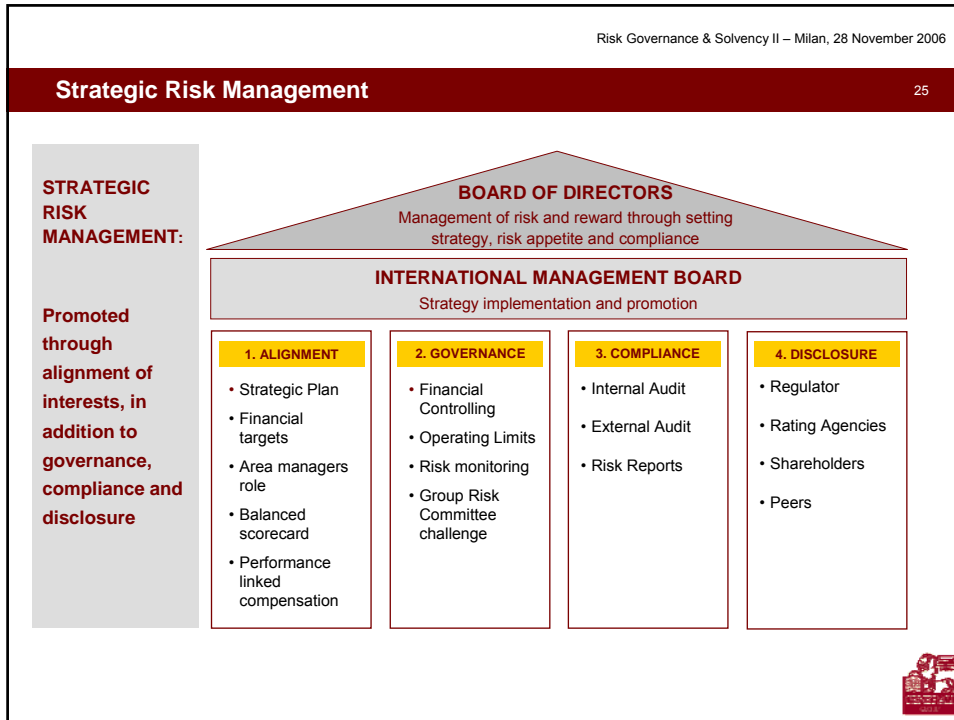 Risk Governance & Solvency II – Milan, 28 November 2006
Strategic Risk Management
25
STRATEGIC
RISK
MANAGEMENT:
Promoted
through
alignment of
interests, in
addition to
governance,
compliance and
disclosure
BOARD OF DIRECTORS
Management of risk and reward through setting
strategy, risk appetite and compliance
INTERNATIONAL MANAGEMENT BOARD
Strategy implementation and promotion
1. ALIGNMENT
• Strategic Plan
• Financial
targets
• Area managers
role
• Balanced
scorecard
• Performance
linked
compensation
2. GOVERNANCE
• Financial
Controlling
• Operating Limits
• Risk monitoring
• Group Risk
Committee
challenge
3. COMPLIANCE
• Internal Audit
• External Audit
• Risk Reports
4. DISCLOSURE
• Regulator
• Rating Agencies
• Shareholders
• Peers